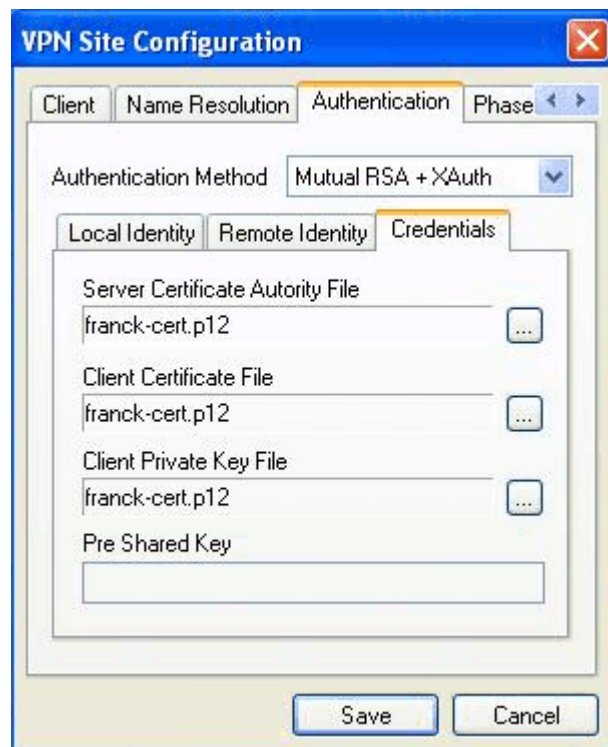 VPN Site Configuration
Client Name Resolution Authentication Phase
Authentication Method Mutual RSA + XAuth
Local Identity Remote Identity Credentials
Server Certificate Autority File
franck-cert.p12
...
Client Certificate File
franck-cert.p12
...
Client Private Key File
franck-cert.p12
...
Pre Shared Key
Save Cancel